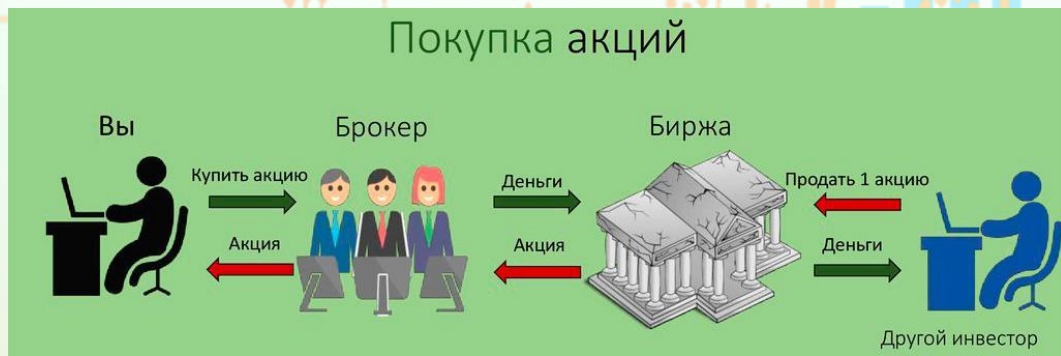 Покупка акций
Вы
Брокер
Биржа
Купить акцию
Деньги
Продать 1 акцию
Акция
Акция
Деньги
Другой инвестор